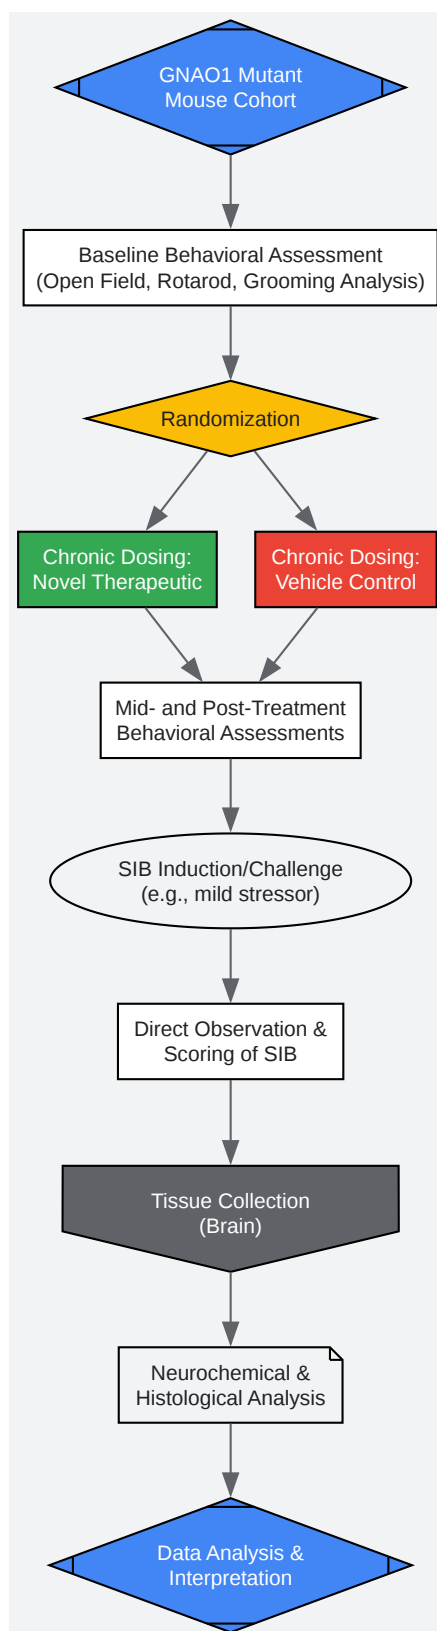 GNAO1 Mutant
Mouse Cohort
Baseline Behavioral Assessment
(Open Field, Rotarod, Grooming Analysis)
Randomization
Chronic Dosing:
Novel Therapeutic
Chronic Dosing:
Vehicle Control
Mid- and Post-Treatment
Behavioral Assessments
SIB Induction/Challenge
(e.g., mild stressor)
Direct Observation &
Scoring of SIB
Tissue Collection
(Brain)
Neurochemical &
Histological Analysis
Data Analysis &
Interpretation